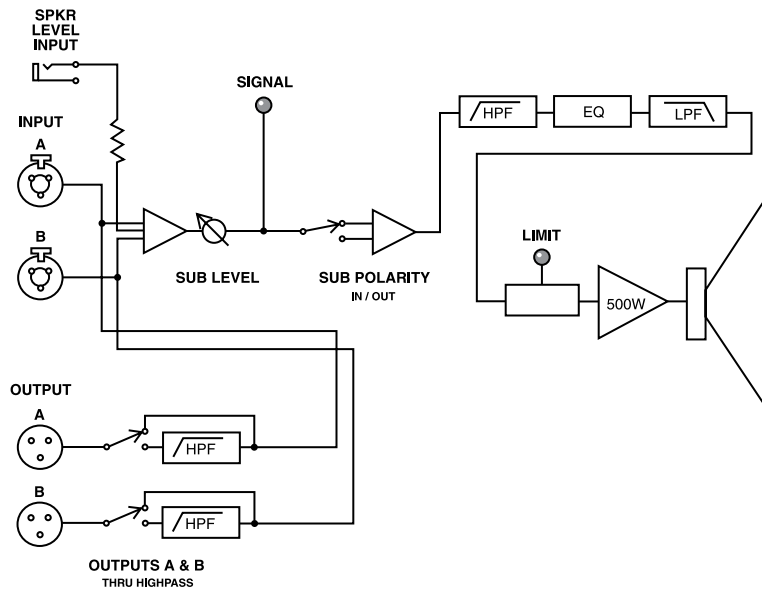 SPKR
LEVEL
INPUT
SIGNAL
INPUT
A
B
HPF
EQ
LPF
SUB LEVEL
SUB POLARITY
IN / OUT
LIMIT
500W
OUTPUT
A
HPF
B
HPF
OUTPUTS A & B
THRU HIGHPASS